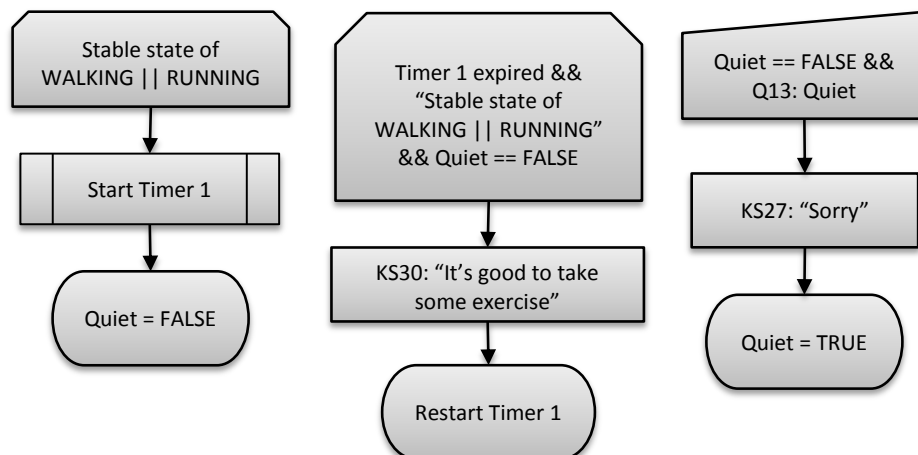 Stable state of
WALKING || RUNNING
Start Timer 1
Quiet = FALSE
Timer 1 expired &&
“Stable state of
WALKING || RUNNING”
&& Quiet == FALSE
KS30: “It’s good to take
some exercise”
Restart Timer 1
Quiet == FALSE &&
Q13: Quiet
KS27: “Sorry”
Quiet = TRUE